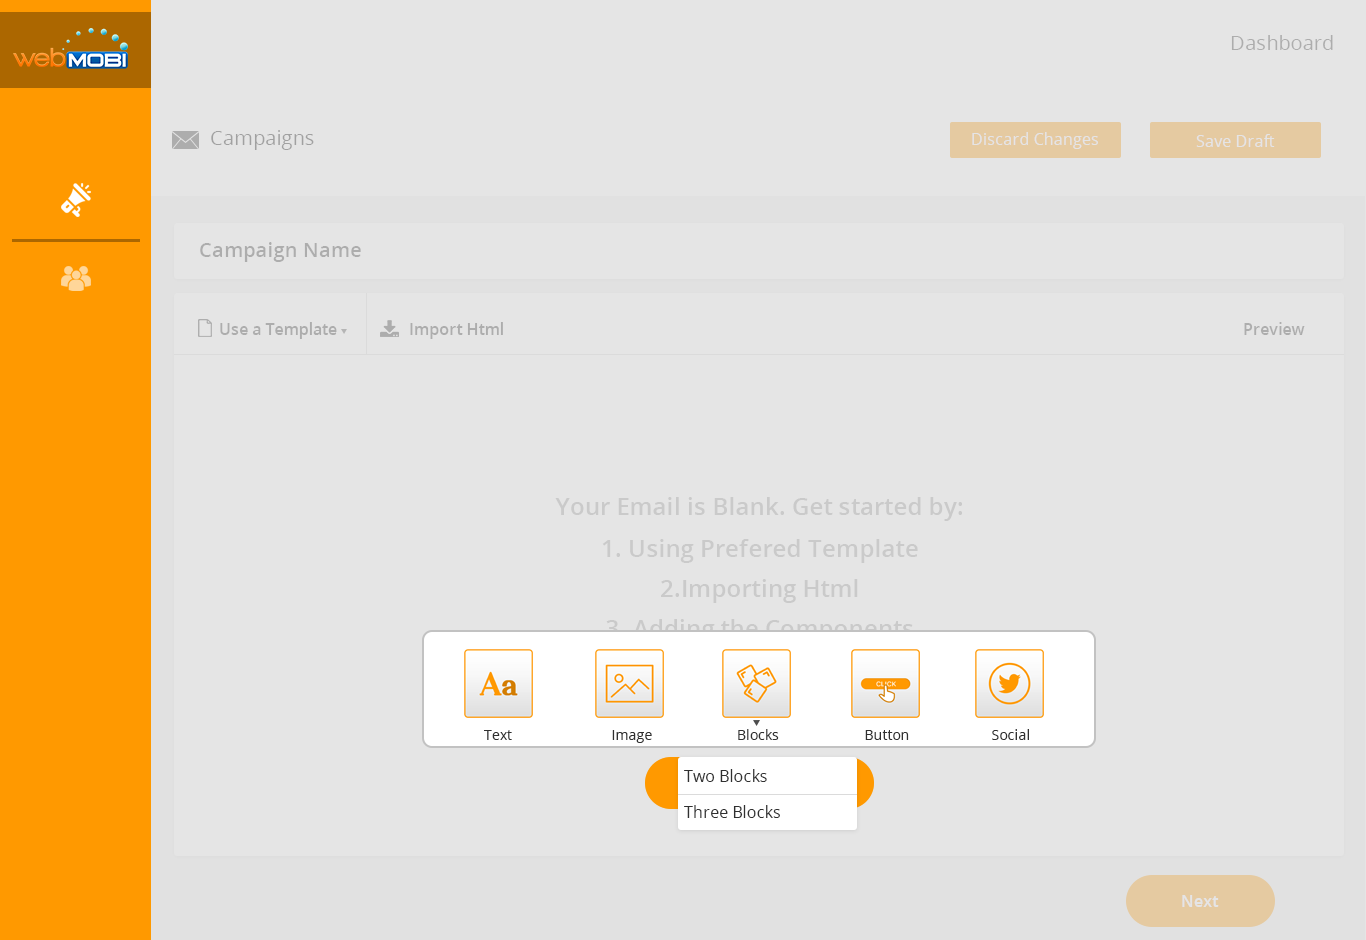 webMOBI
Dashboard
Campaigns
Discard Changes
Save Draft
Campaign Name
Use a Template
Import Html
Preview
Your Email is Blank. Get started by:
1. Using Prefered Template
2.Importing Html
3. Adding the Components
Aa
CLICK
Text
Image
Blocks
Button
Social
Two Blocks
Three Blocks
Next